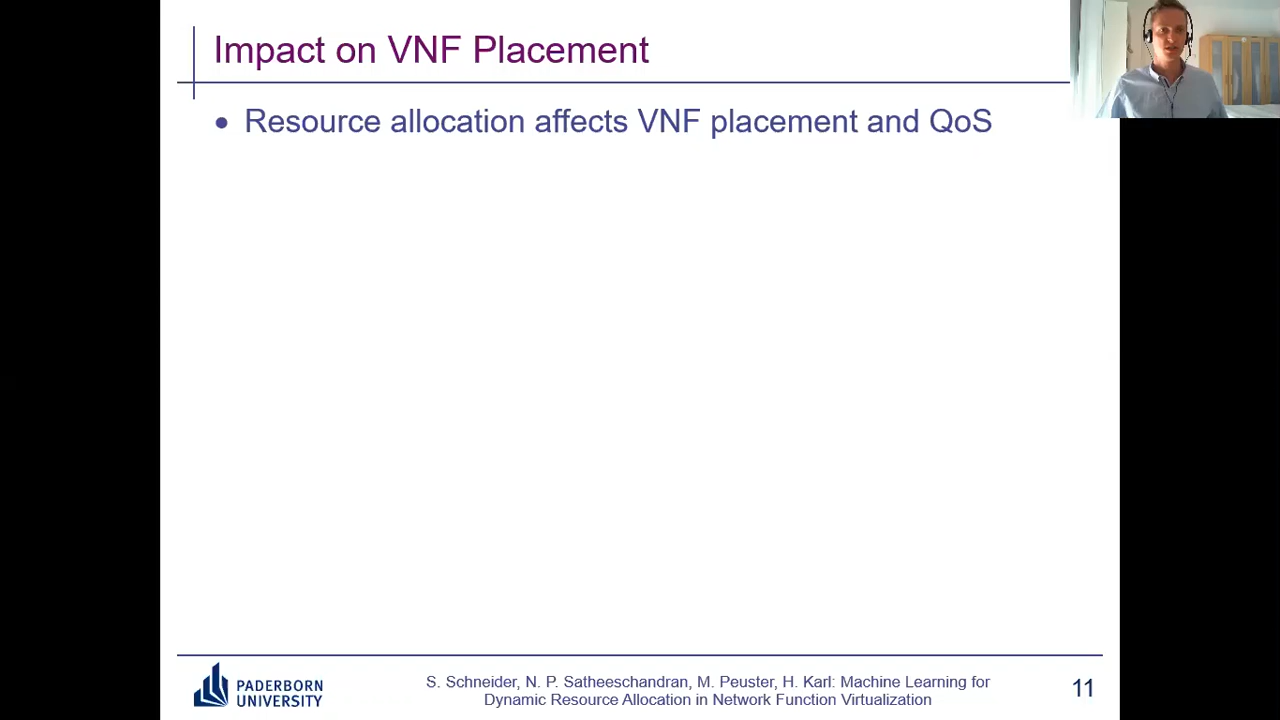 Impact on VNF Placement
• Resource allocation affects VNF placement and QoS
PADERBORN
UNIVERSITY
S. Schneider, N. P. Satheeschandran, M. Peuster, H. Karl: Machine Learning for
Dynamic Resource Allocation in Network Function Virtualization
11